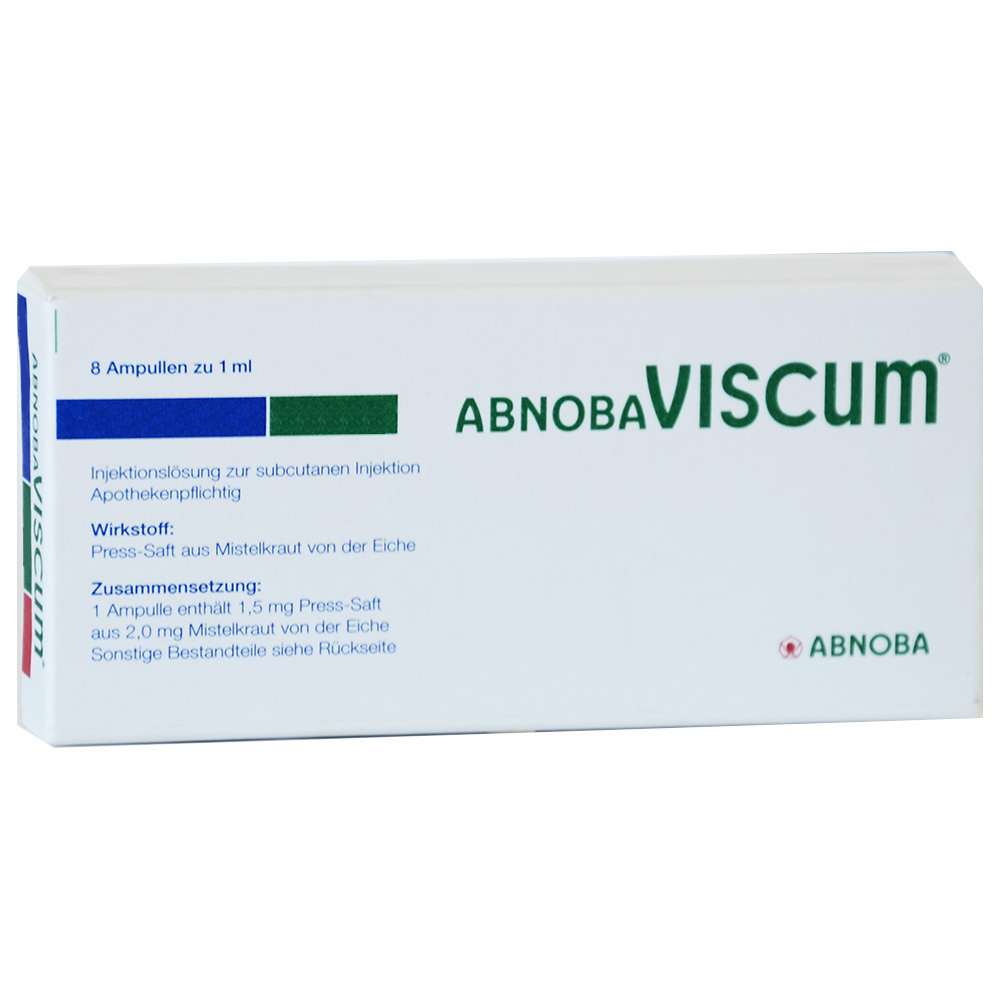 8 Ampullen zu 1 ml
ABNOBAVISCUM®
Injektionslösung zur subcutanen Injektion
Apothekenpflichtig
Wirkstoff:
Press-Saft aus Mistelkraut von der Eiche
Zusammensetzung:
1 Ampulle enthält 1,5 mg Press-Saft
aus 2,0 mg Mistelkraut von der Eiche
Sonstige Bestandteile siehe Rückseite
ABNOBA
ABNOBAVISCUM®